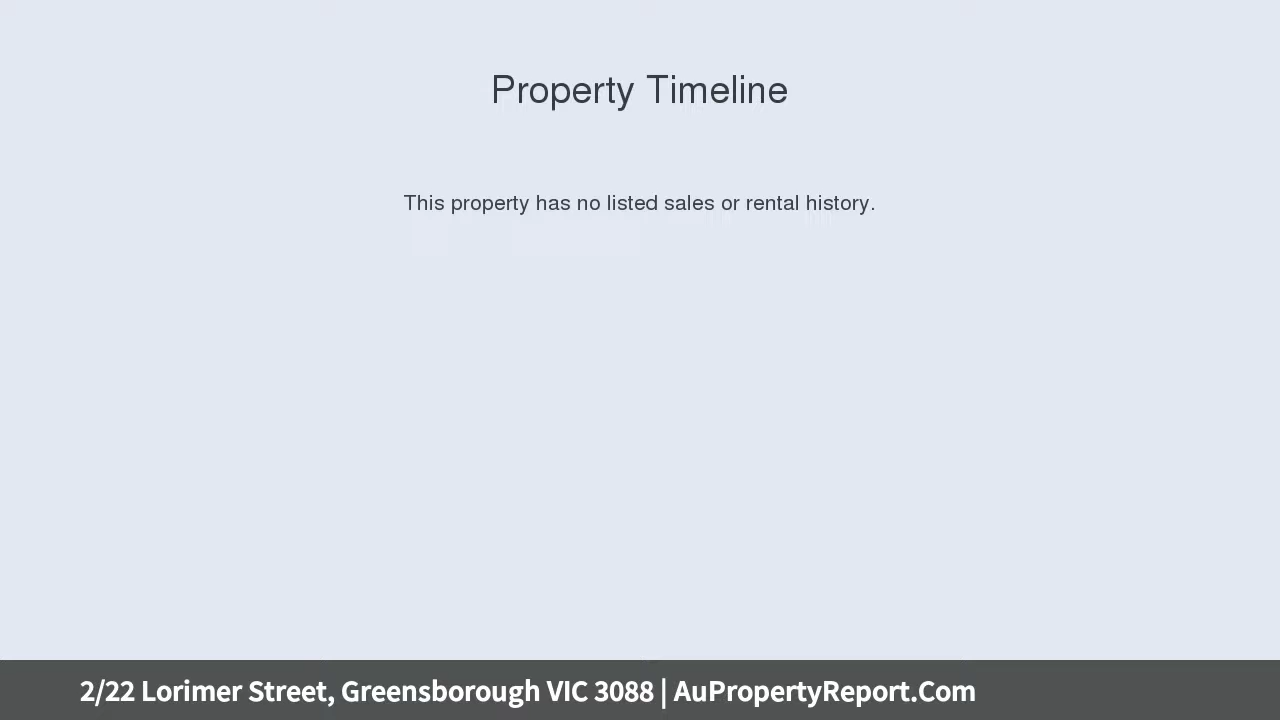 Property Timeline
This property has no listed sales or rental history.
2/22 Lorimer Street, Greensborough VIC 3088 | AuPropertyReport.Com